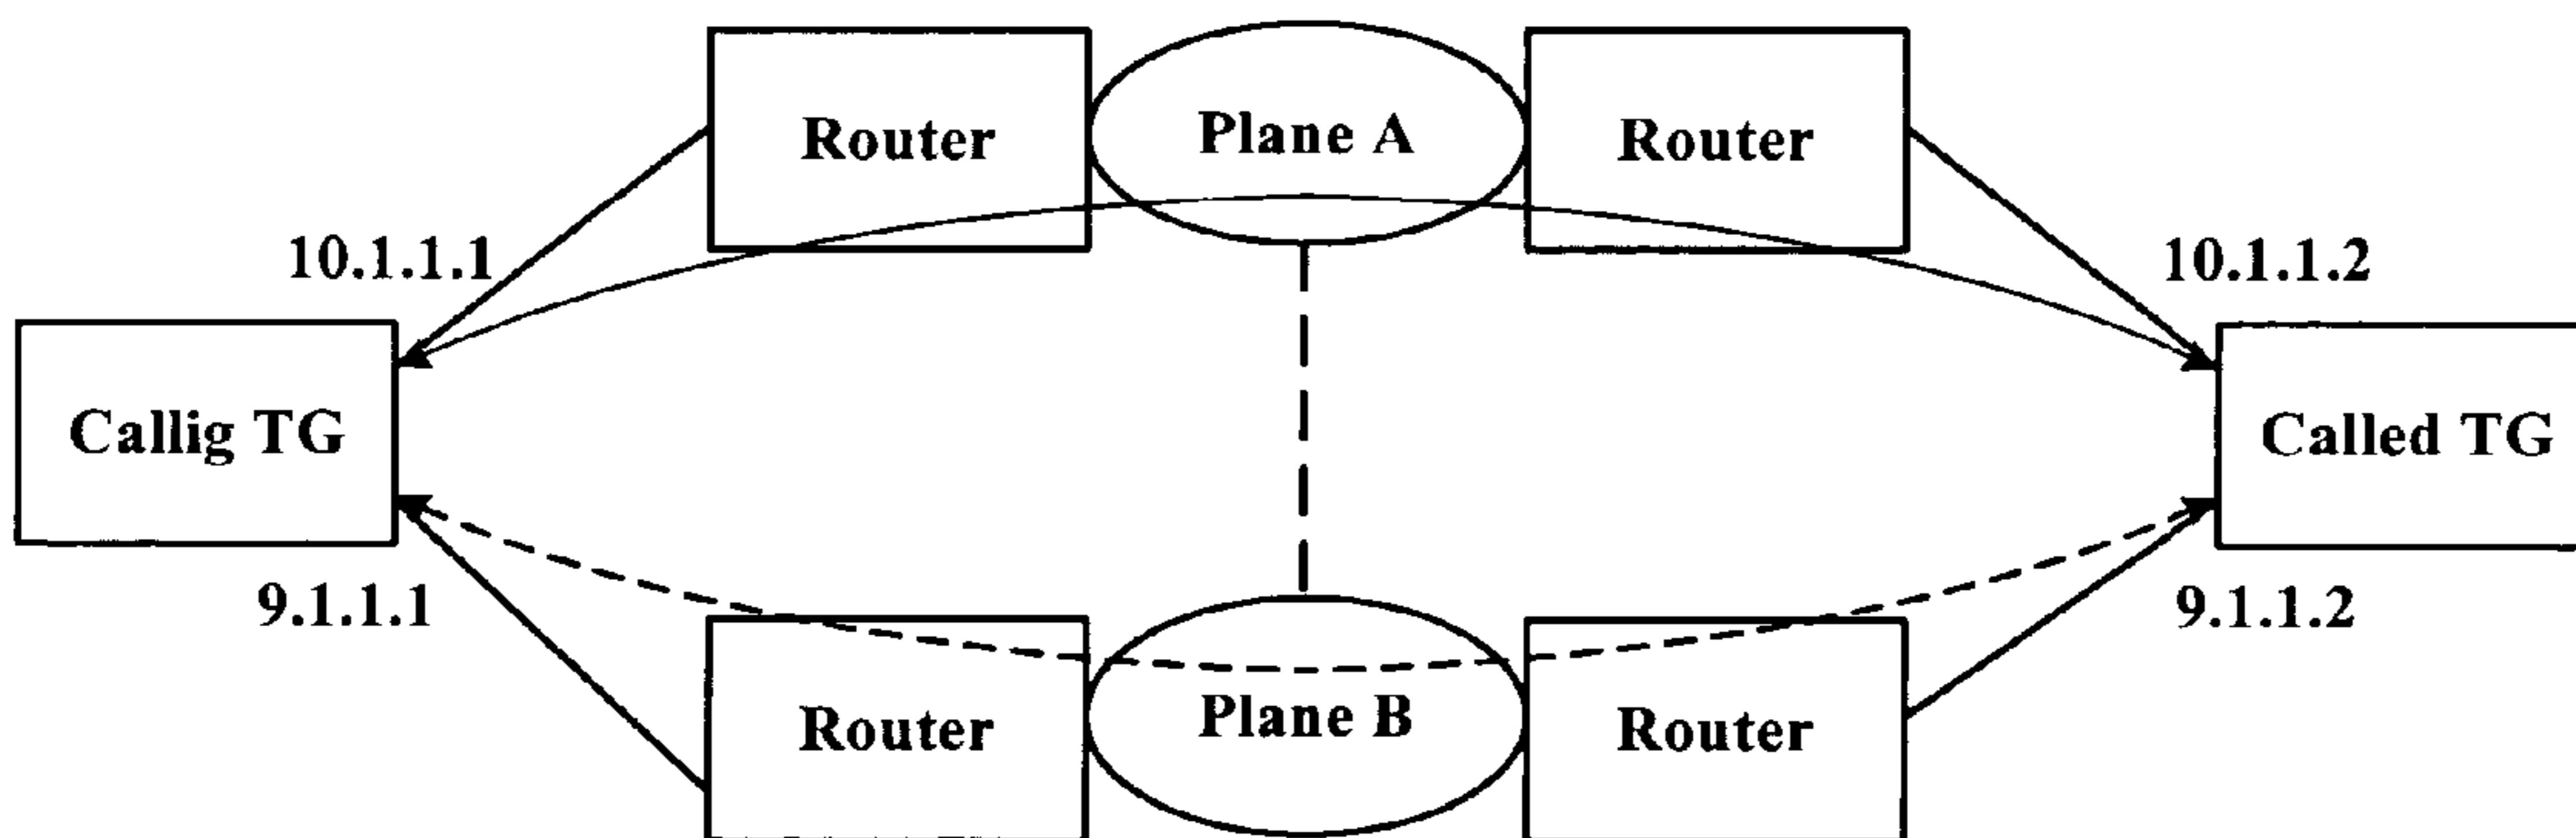 Router
Plane A
Router
10.1.1.1
10.1.1.2
Callig TG
Called TG
9.1.1.1
9.1.1.2
Router
Plane B
Router